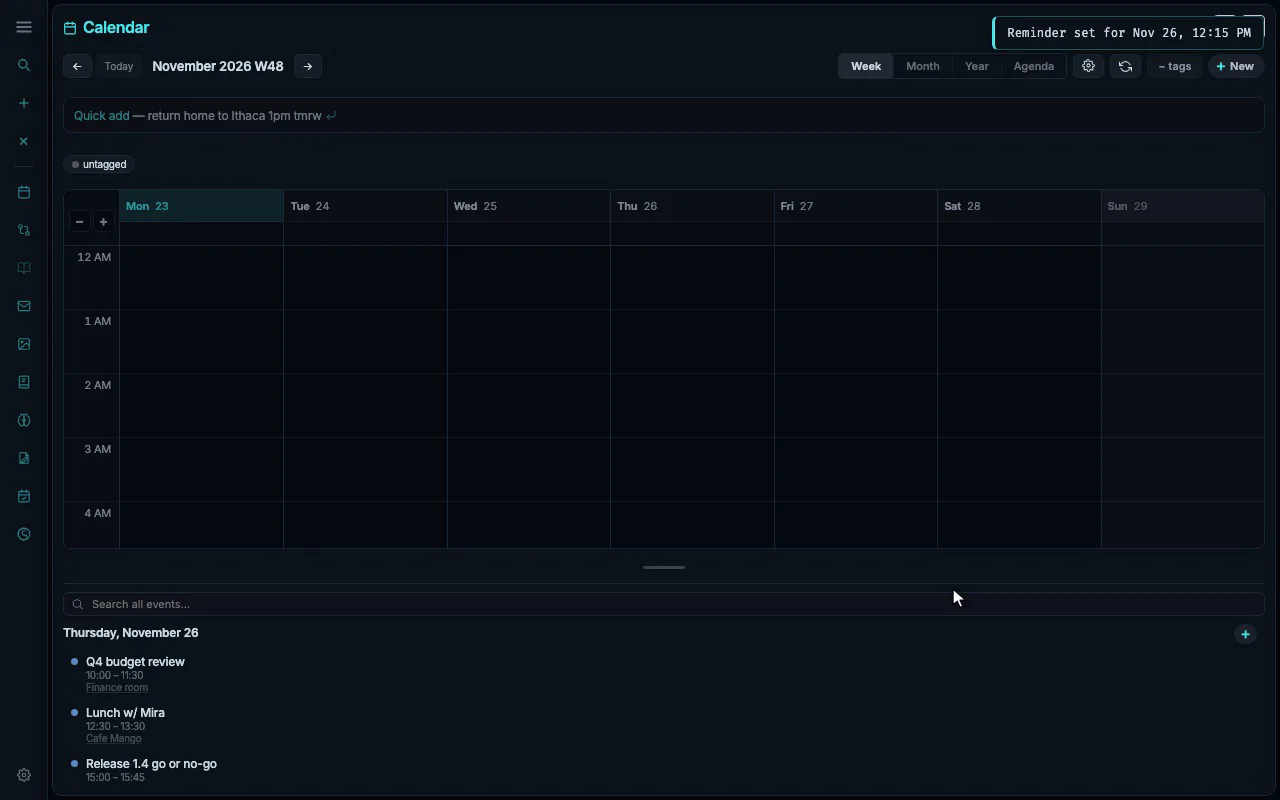 Calendar
Reminder set for Nov 26, 12:15 PM
Today
November 2026 W48
Week
Month
Year
Agenda
− tags
+ New
Quick add — return home to Ithaca 1pm tmrw
untagged
Mon 23
Tue 24
Wed 25
Thu 26
Fri 27
Sat 28
Sun 29
12 AM
1 AM
2 AM
3 AM
4 AM
Search all events...
Thursday, November 26
Q4 budget review
10:00 – 11:30
Finance room
Lunch w/ Mira
12:30 – 13:30
Cafe Mango
Release 1.4 go or no-go
15:00 – 15:45